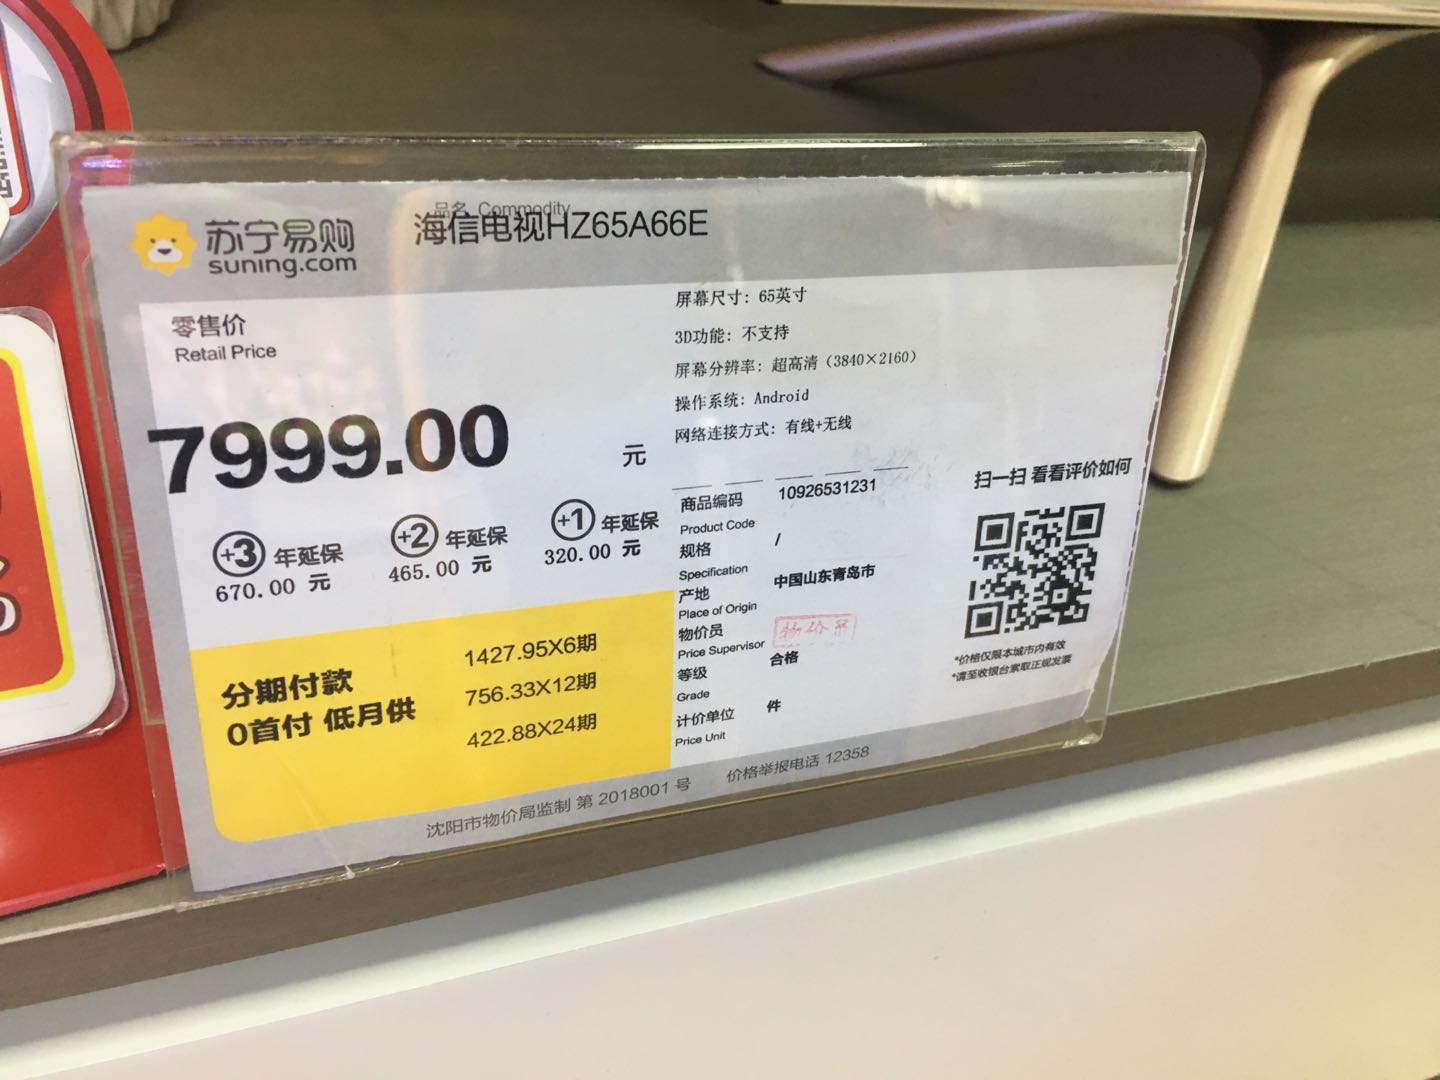 苏宁易购
suning.com
品名 Commodity
海信电视HZ65A66E
零售价
Retail Price
7999.00 元
+3 年延保
670.00 元
+2 年延保
465.00 元
+1 年延保
320.00 元
分期付款
0首付 低月供
1427.95X6期
756.33X12期
422.88X24期
屏幕尺寸: 65英寸
3D功能: 不支持
屏幕分辨率: 超高清 (3840×2160)
操作系统: Android
网络连接方式: 有线+无线
商品编码 10926531231
Product Code
规格 /
Specification
产地 中国山东青岛市
Place of Origin
物价员
Price Supervisor
等级 合格
Grade
计价单位 件
Price Unit
扫一扫 看看评价如何
*价格仅限本城市内有效
*请至收银台索取正规发票
沈阳市物价局监制 第 2018001 号 价格举报电话 12358